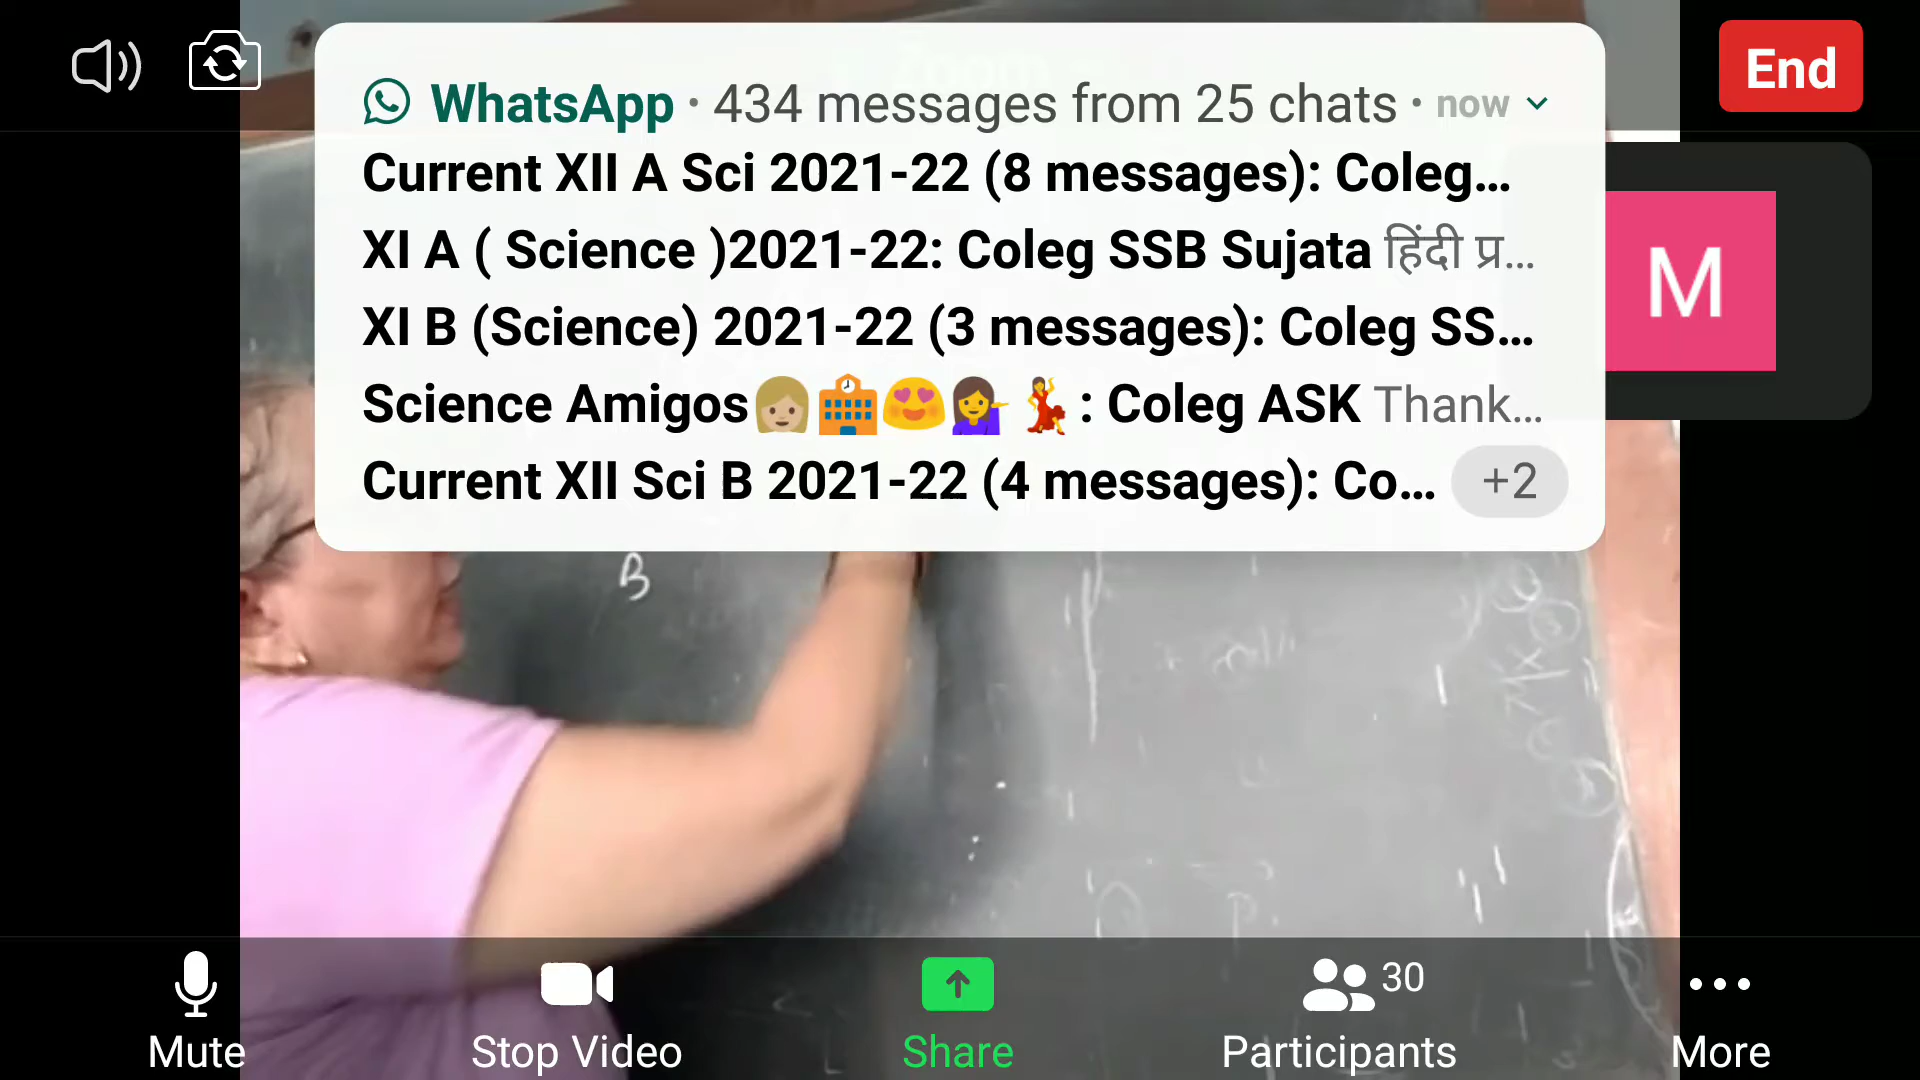 End
WhatsApp • 434 messages from 25 chats • now
Current XII A Sci 2021-22 (8 messages): Coleg...
XI A ( Science )2021-22: Coleg SSB Sujata हिंदी प्र...
XI B (Science) 2021-22 (3 messages): Coleg SS...
Science Amigos👩🏼🏫😍💁‍♀️💃: Coleg ASK Thank...
Current XII Sci B 2021-22 (4 messages): Co... +2
M
B
30
Mute Stop Video Share Participants More